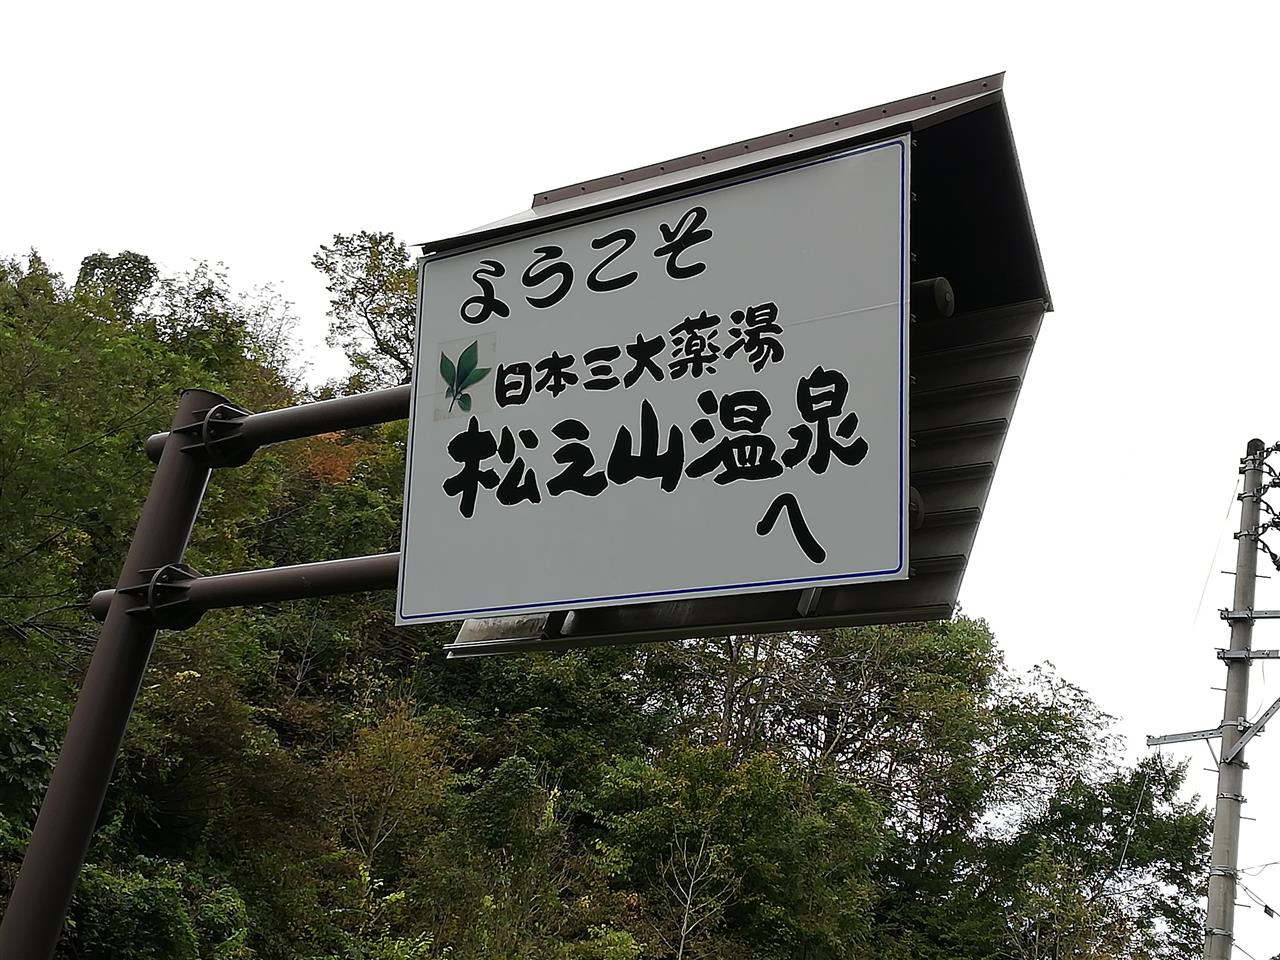 ようこそ
日本三大薬湯
松之山温泉
へ